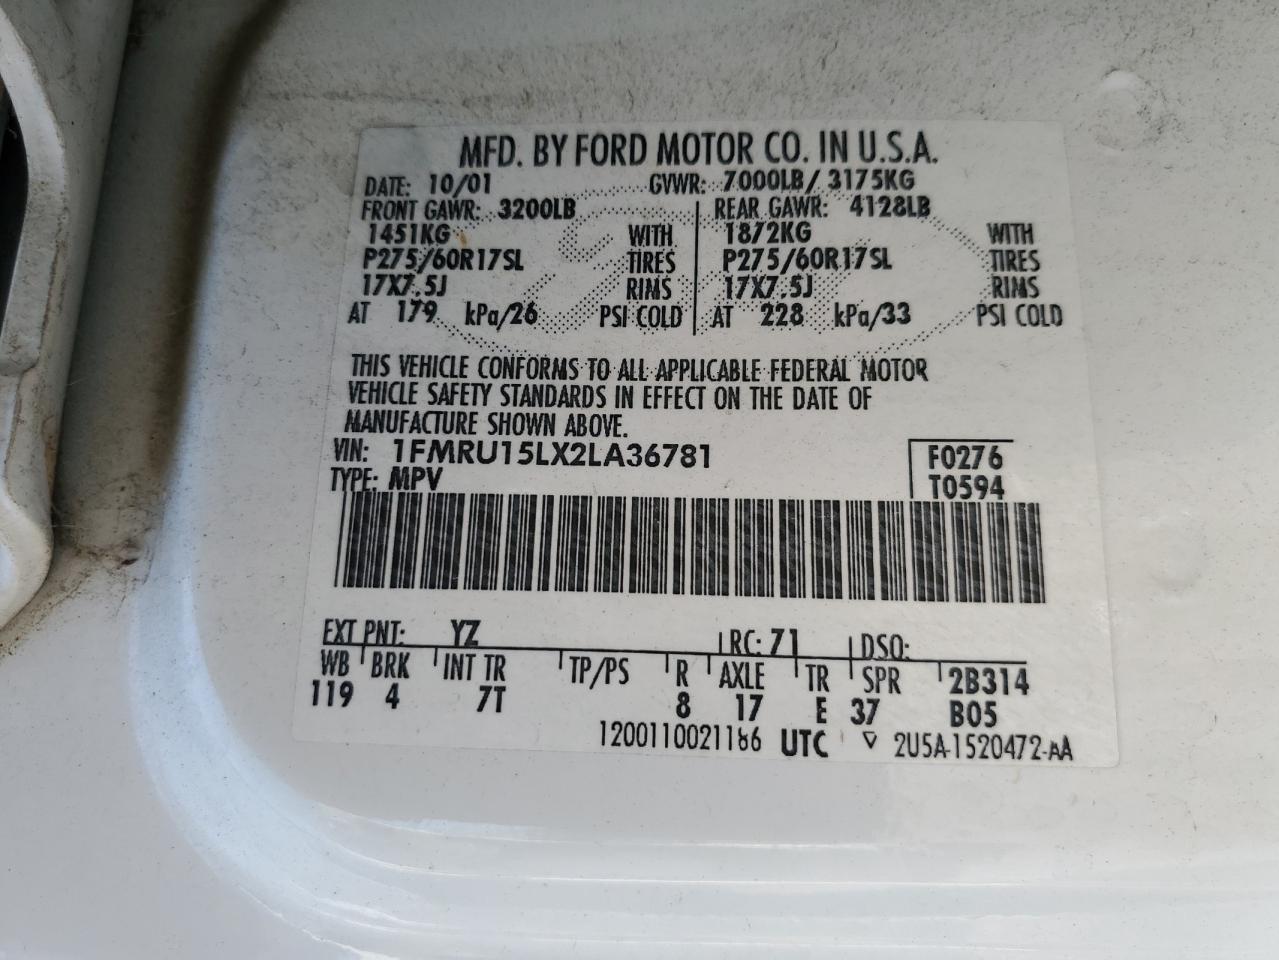 MFD. BY FORD MOTOR CO. IN U.S.A.
DATE: 10/01 GVWR: 7000LB/ 3175KG
FRONT GAWR: 3200LB REAR GAWR: 4128LB
1451KG WITH 1872KG WITH
P275/60R17SL TIRES P275/60R17SL TIRES
17X7.5J RIMS 17X7.5J RIMS
AT 179 kPa/26 PSI COLD AT 228 kPa/33 PSI COLD
THIS VEHICLE CONFORMS TO ALL APPLICABLE FEDERAL MOTOR
VEHICLE SAFETY STANDARDS IN EFFECT ON THE DATE OF
MANUFACTURE SHOWN ABOVE.
VIN: 1FMRU15LX2LA36781 F0276
TYPE: MPV T0594
EXT PNT: YZ RC: 71 DSO:
WB BRK INT TR TP/PS R AXLE TR SPR 2B314
119 4 7T 8 17 E 37 B05
1200110021186 UTC ▽ 2U5A-1520472-AA